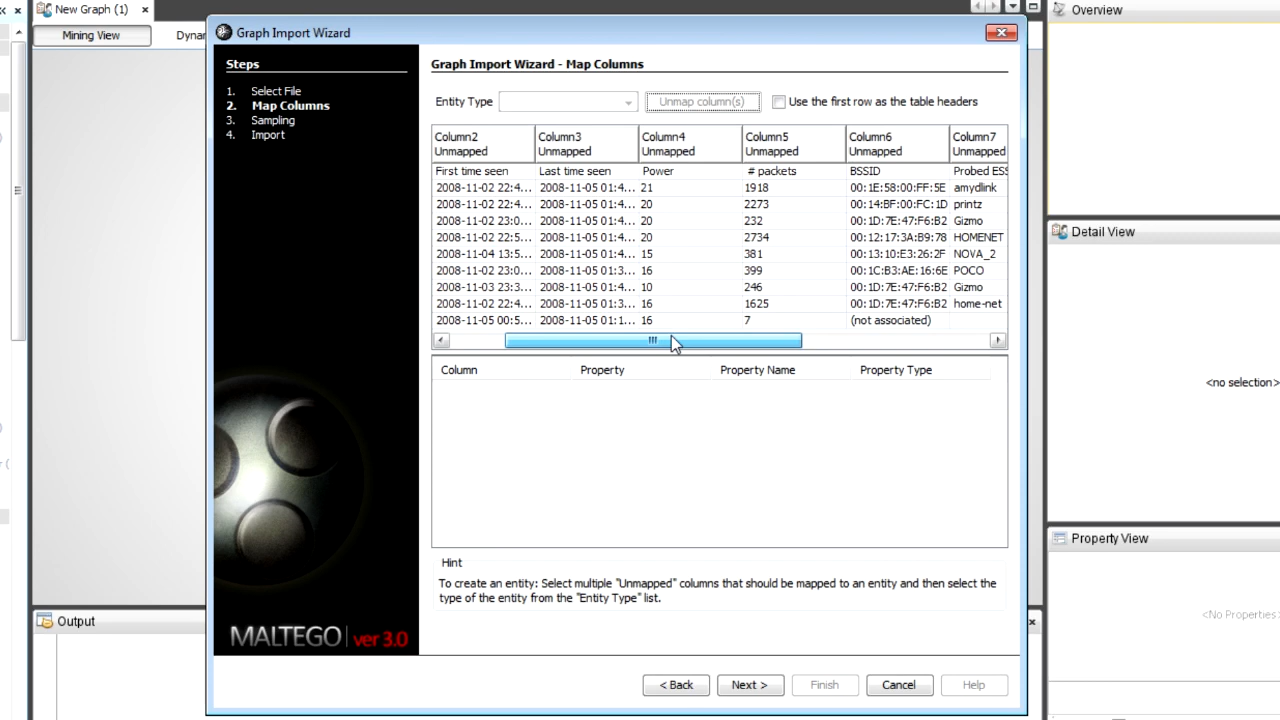 New Graph (1)
Mining View
Graph Import Wizard
Overview
Steps
1. Select File
2. Map Columns
3. Sampling
4. Import
MALTEGO ver 3.0
Graph Import Wizard - Map Columns
Entity Type Unmap column(s) Use the first row as the table headers
Column2 Column3 Column4 Column5 Column6 Column7
Unmapped Unmapped Unmapped Unmapped Unmapped Unmapped
First time seen Last time seen Power # packets BSSID Probed ESS
2008-11-02 22:4... 2008-11-05 01:4... 21 1918 00:1E:58:00:FF:5E amydlink
2008-11-02 22:4... 2008-11-05 01:4... 20 2273 00:14:BF:00:FC:1D printz
2008-11-02 23:0... 2008-11-05 01:4... 20 232 00:1D:7E:47:F6:B2 Gizmo
2008-11-02 22:5... 2008-11-05 01:4... 20 2734 00:12:17:3A:B9:78 HOMENET
2008-11-04 13:5... 2008-11-05 01:4... 15 381 00:13:10:E3:26:2F NOVA_2
2008-11-02 23:0... 2008-11-05 01:3... 16 399 00:1C:B3:AE:16:6E POCO
2008-11-03 23:3... 2008-11-05 01:4... 10 246 00:1D:7E:47:F6:B2 Gizmo
2008-11-02 22:4... 2008-11-05 01:3... 16 1625 00:1D:7E:47:F6:B2 home-net
2008-11-05 00:5... 2008-11-05 01:1... 16 7 (not associated)
Column Property Property Name Property Type
Hint
To create an entity: Select multiple "Unmapped" columns that should be mapped to an entity and then select the
type of the entity from the "Entity Type" list.
< Back Next > Finish Cancel Help
Detail View
<no selection>
Property View
<No Properties>
Output